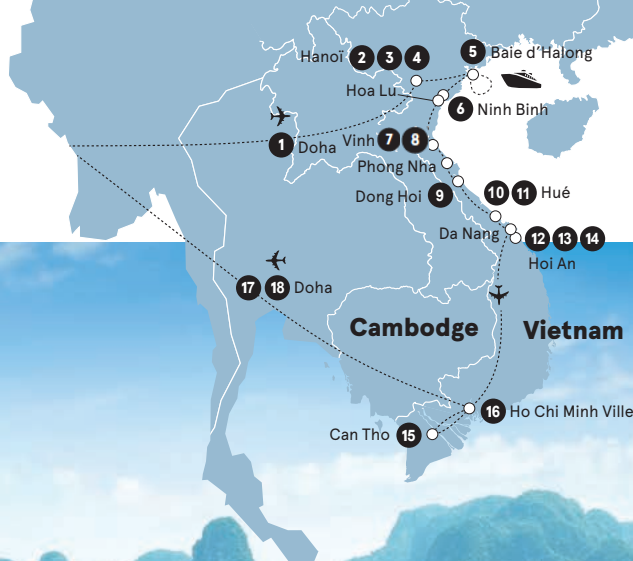 Hanoï 2 3 4
5 Baie d'Halong
Hoa Lu
6 Ninh Binh
1 Doha
Vinh 7 8
Phong Nha
Dong Hoi 9
10 11 Hué
Da Nang
12 13 14
Hoi An
17 18 Doha
Cambodge
Vietnam
16 Ho Chi Minh Ville
Can Tho 15